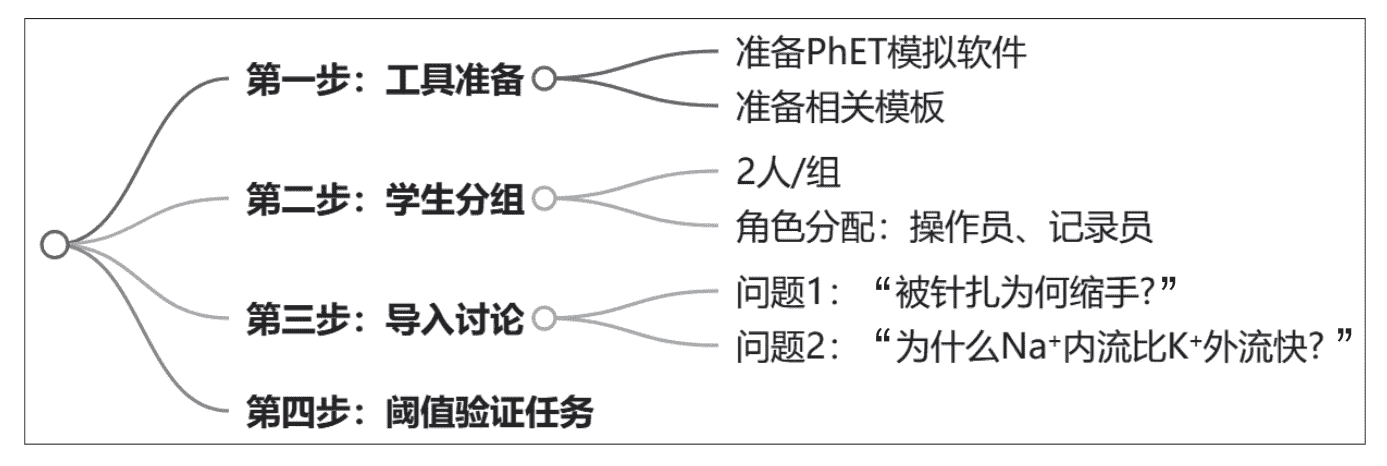 第一步：工具准备
准备PhET模拟软件
准备相关模板
第二步：学生分组
2人/组
角色分配：操作员、记录员
第三步：导入讨论
问题1：“被针扎为何缩手?”
问题2：“为什么Na⁺内流比K⁺外流快？”
第四步：阈值验证任务